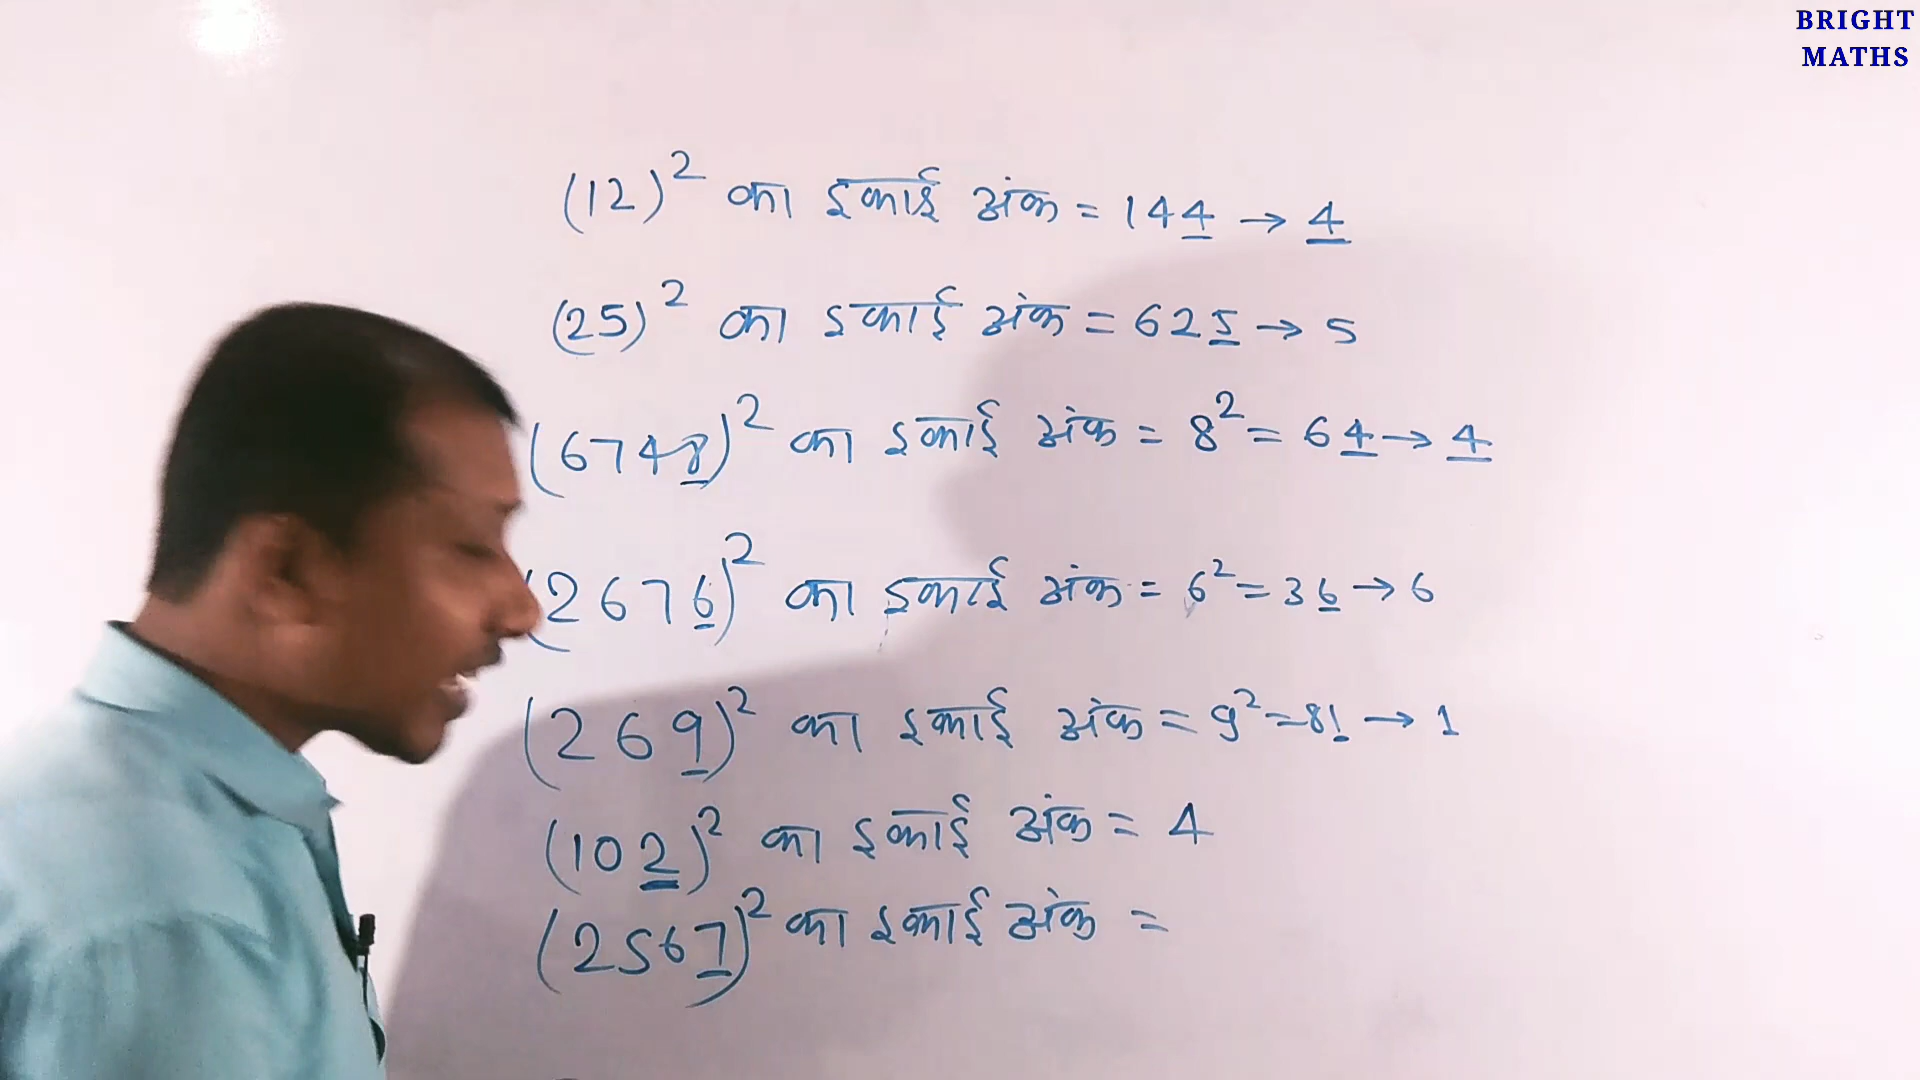 BRIGHT
MATHS
(12)² का इकाई अंक = 144 → 4
(25)² का इकाई अंक = 625 → 5
(6748)² का इकाई अंक = 8² = 64 → 4
(2676)² का इकाई अंक = 6² = 36 → 6
(269)² का इकाई अंक = 9² = 81 → 1
(102)² का इकाई अंक = 4
(2567)² का इकाई अंक =